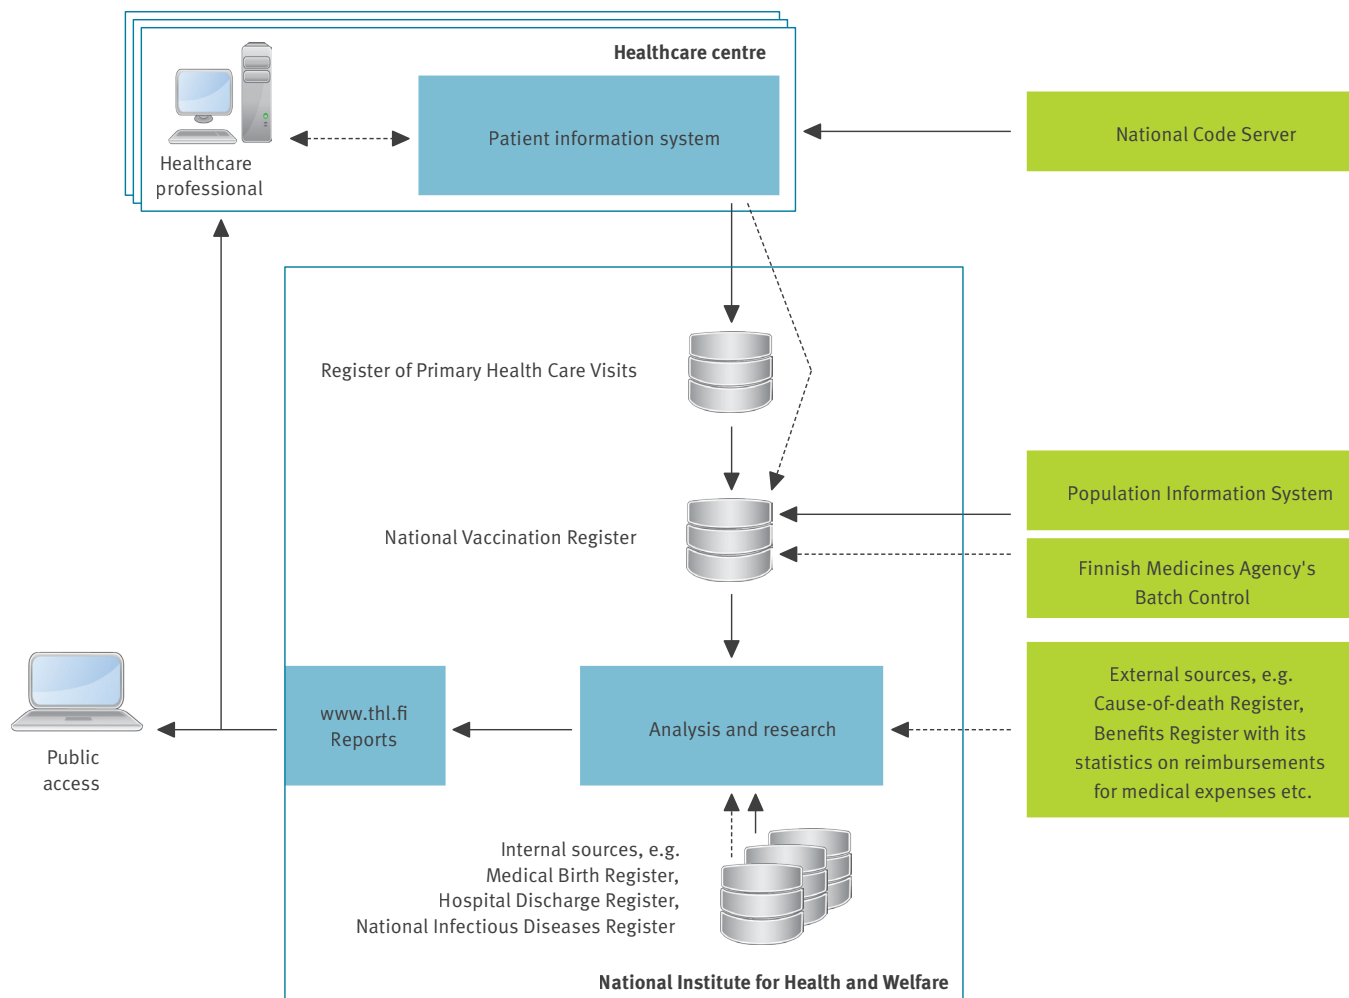 Healthcare centre
Patient information system
National Code Server
Healthcare
professional
Register of Primary Health Care Visits
Population Information System
National Vaccination Register
Finnish Medicines Agency's
Batch Control
External sources, e.g.
Cause-of-death Register,
Benefits Register with its
statistics on reimbursements
for medical expenses etc.
www.thl.fi
Reports
Analysis and research
Public
access
Internal sources, e.g.
Medical Birth Register,
Hospital Discharge Register,
National Infectious Diseases Register
National Institute for Health and Welfare